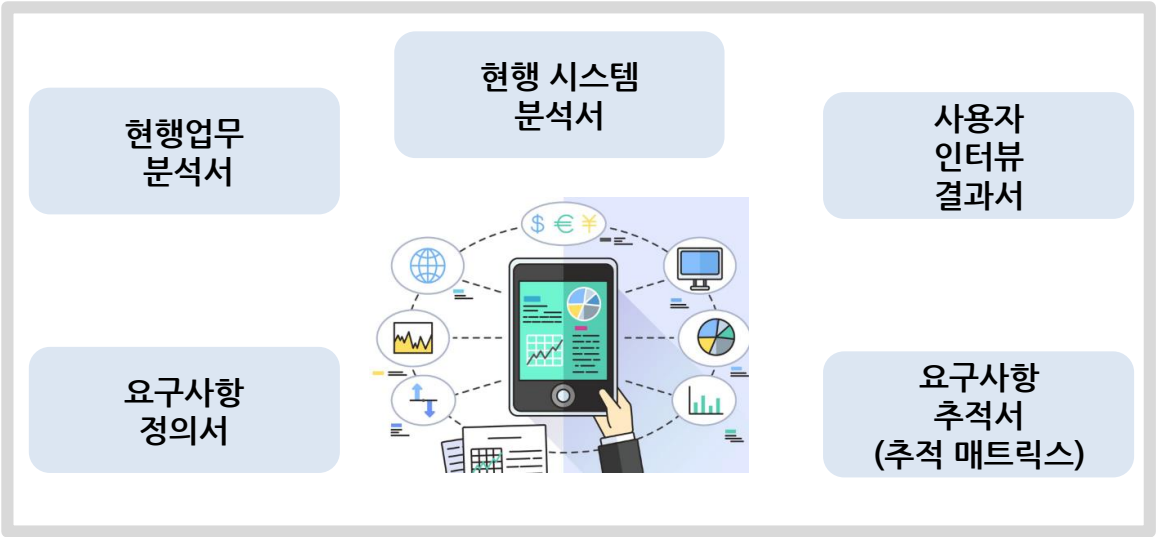 현행 시스템
분석서
현행업무
분석서
사용자
인터뷰
결과서
$ € ¥
요구사항
정의서
요구사항
추적서
(추적 매트릭스)